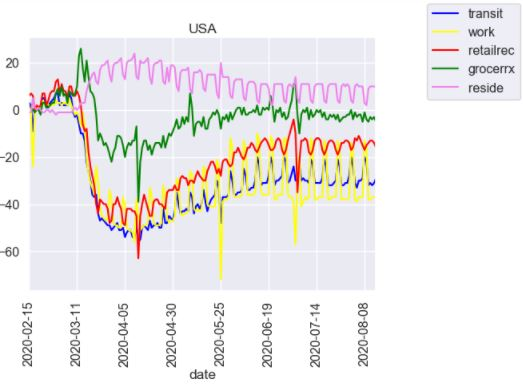 USA
transit
work
retailrec
grocerrx
reside
20
0
−20
−40
−60
2020-02-15
2020-03-11
2020-04-05
2020-04-30
2020-05-25
2020-06-19
2020-07-14
2020-08-08
date